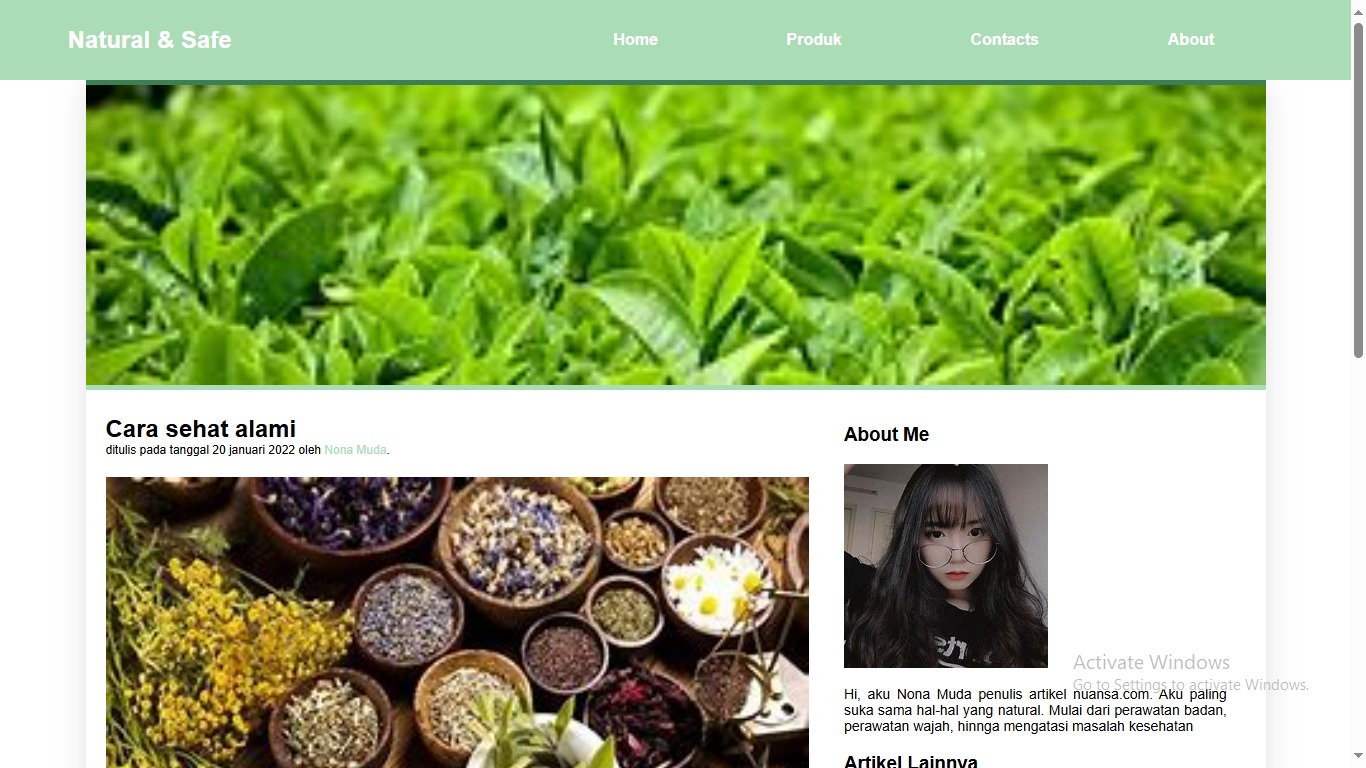 Natural & Safe
Home
Produk
Contacts
About
Cara sehat alami
ditulis pada tanggal 20 januari 2022 oleh Nona Muda.
About Me
Activate Windows
Go to Settings to activate Windows.
Hi, aku Nona Muda penulis artikel nuansa.com. Aku paling
suka sama hal-hal yang natural. Mulai dari perawatan badan,
perawatan wajah, hinnga mengatasi masalah kesehatan
Artikel Lainnya